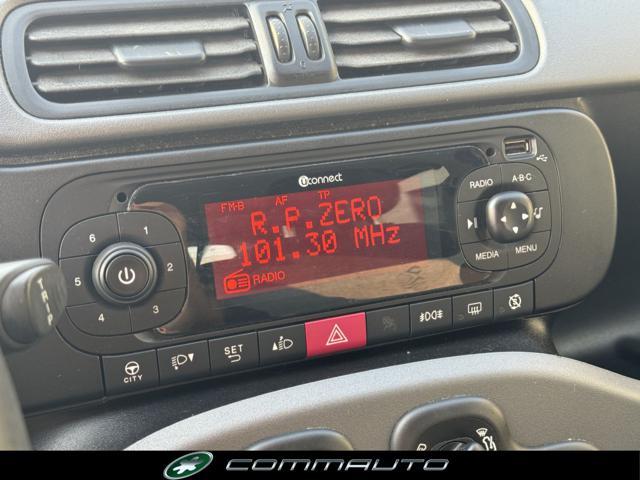 uconnect
FM-B AF TP
R.P.ZERO
101.30 MHz
RADIO
6
5
4
1
2
3
RADIO
A·B·C
MEDIA
MENU
TRIP
CITY
SET
COMMAUTO